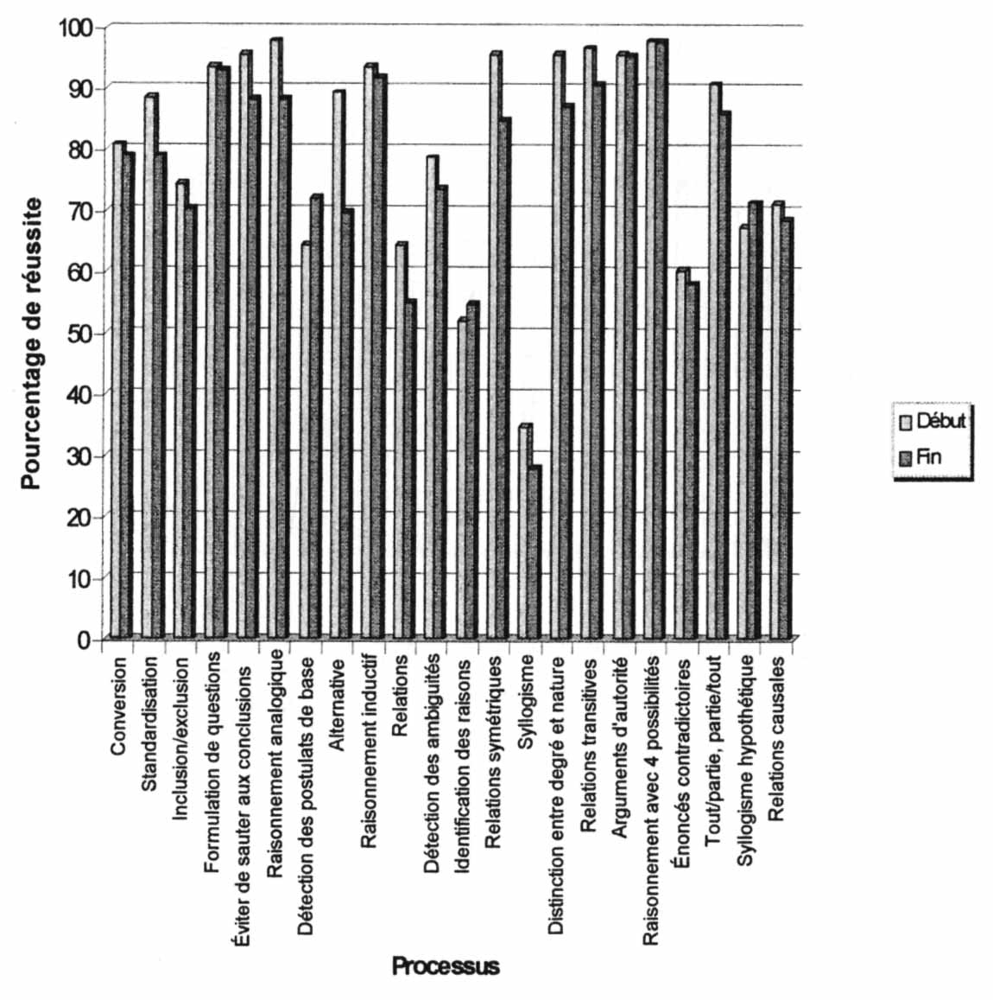 100
90
80
70
60
50
40
30
20
10
0
Pourcentage de réussite
Conversion
Standardisation
Inclusion/exclusion
Formulation de questions
Éviter de sauter aux conclusions
Raisonnement analogique
Détection des postulats de base
Alternative
Raisonnement inductif
Relations
Détection des ambiguités
Identification des raisons
Relations symétriques
Syllogisme
Distinction entre degré et nature
Relations transitives
Arguments d'autorité
Raisonnement avec 4 possibilités
Énoncés contradictoires
Tout/partie, partie/tout
Syllogisme hypothétique
Relations causales
Processus
Début
Fin